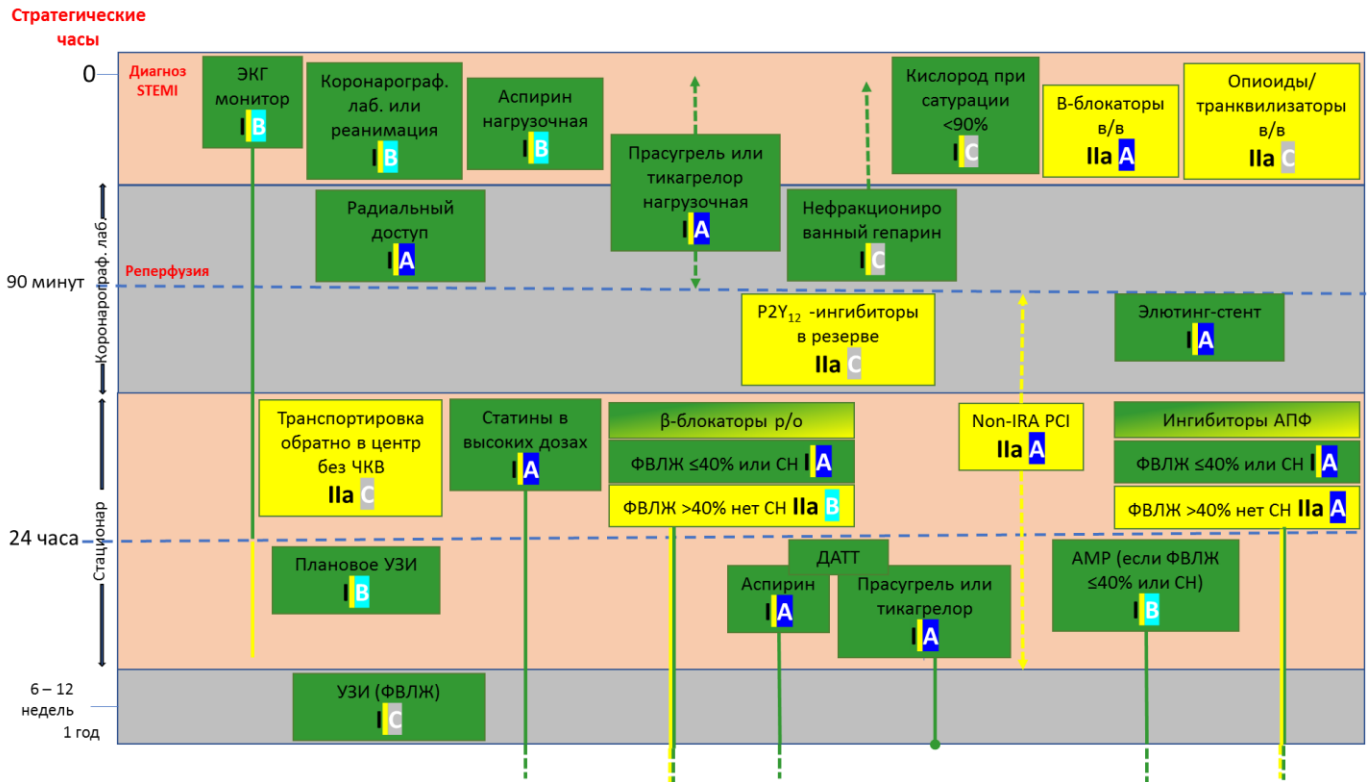 Стратегические
часы
0
Диагноз
STEMI
ЭКГ
монитор
I B
Коронарограф.
лаб. или
реанимация
I B
Аспирин
нагрузочная
I B
Прасугрель или
тикагрелор
нагрузочная
I A
Кислород при
сатурации
<90%
I C
В-блокаторы
в/в
IIa A
Опиоиды/
транквилизаторы
в/в
IIa C
Коронарограф. лаб.
Радиальный
доступ
I A
Нефракциониро
ванный гепарин
I C
90 минут
Реперфузия
P2Y₁₂ -ингибиторы
в резерве
IIa C
Элютинг-стент
I A
Стационар
Транспортировка
обратно в центр
без ЧКВ
IIa C
Статины в
высоких дозах
I A
β-блокаторы р/о
ФВЛЖ ≤40% или СН I A
ФВЛЖ >40% нет СН IIa B
Non-IRA PCI
IIa A
Ингибиторы АПФ
ФВЛЖ ≤40% или СН I A
ФВЛЖ >40% нет СН IIa A
24 часа
Плановое УЗИ
I B
ДАТТ
Аспирин
I A
Прасугрель или
тикагрелор
I A
АМР (если ФВЛЖ
≤40% или СН)
I B
6 – 12
недель
1 год
УЗИ (ФВЛЖ)
I C